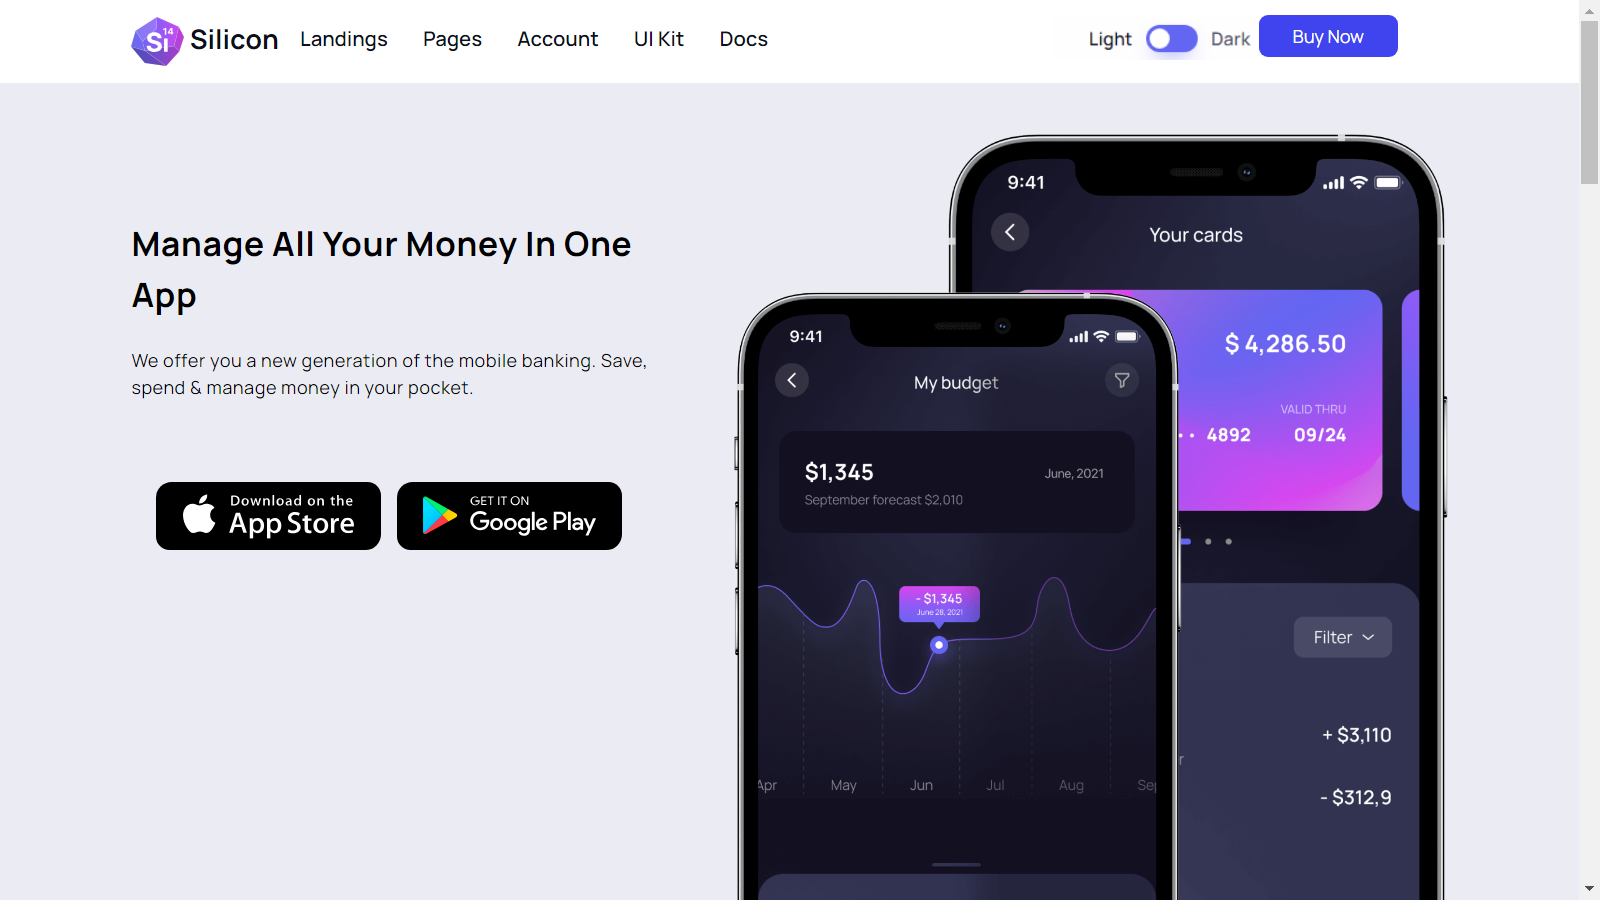 Si 14 Silicon Landings Pages Account UI Kit Docs Light Dark Buy Now
Manage All Your Money In One
App
We offer you a new generation of the mobile banking. Save,
spend & manage money in your pocket.
Download on the
App Store
GET IT ON
Google Play
9:41
Your cards
$ 4,286.50
VALID THRU
4892 09/24
Filter
+ $3,110
- $312,9
9:41
My budget
$1,345
June, 2021
September forecast $2,010
- $1,345
June 28, 2021
Apr May Jun Jul Aug Sep